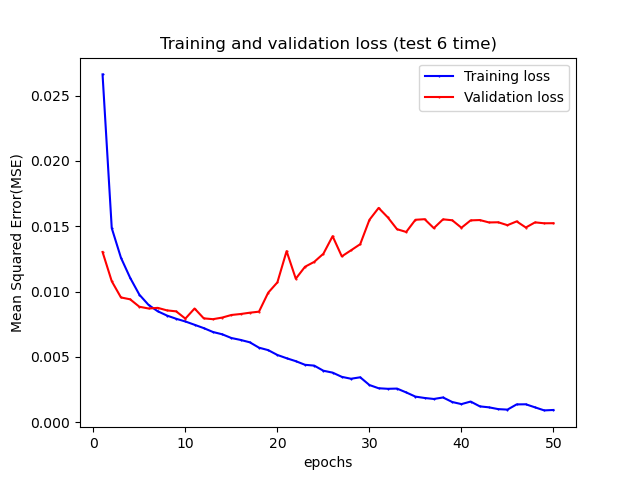 Training and validation loss (test 6 time)
Training loss
Validation loss
Mean Squared Error(MSE)
0.025
0.020
0.015
0.010
0.005
0.000
0 10 20 30 40 50
epochs